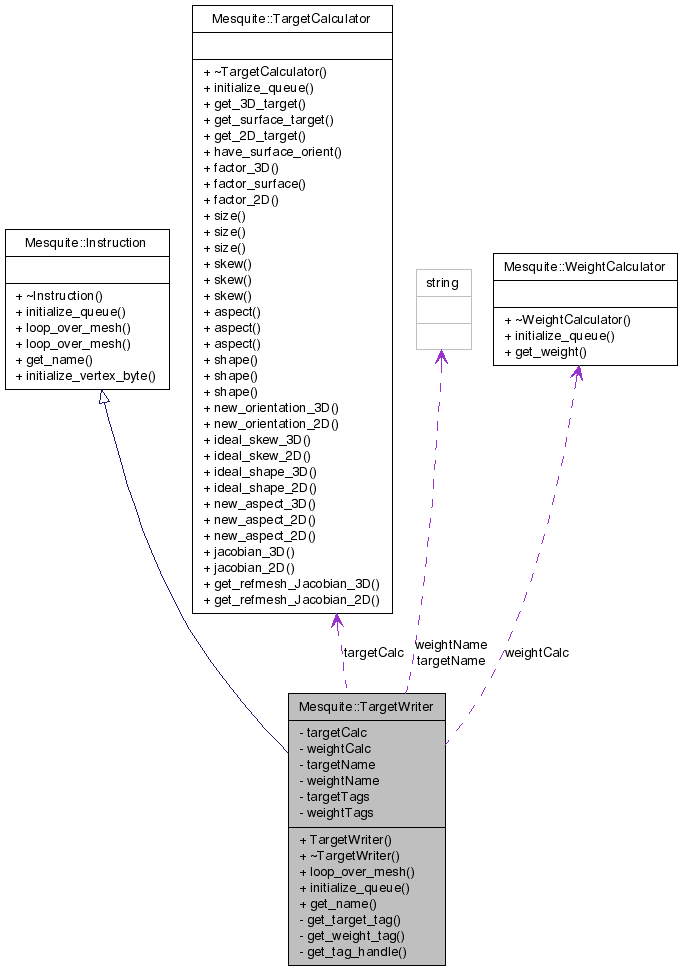 Mesquite::TargetCalculator
+ ~TargetCalculator()
+ initialize_queue()
+ get_3D_target()
+ get_surface_target()
+ get_2D_target()
+ have_surface_orient()
+ factor_3D()
+ factor_surface()
+ factor_2D()
+ size()
+ size()
+ size()
+ skew()
+ skew()
+ skew()
+ aspect()
+ aspect()
+ aspect()
+ shape()
+ shape()
+ shape()
+ new_orientation_3D()
+ new_orientation_2D()
+ ideal_skew_3D()
+ ideal_skew_2D()
+ ideal_shape_3D()
+ ideal_shape_2D()
+ new_aspect_3D()
+ new_aspect_2D()
+ new_aspect_2D()
+ jacobian_3D()
+ jacobian_2D()
+ get_refmesh_Jacobian_3D()
+ get_refmesh_Jacobian_2D()
Mesquite::Instruction
+ ~Instruction()
+ initialize_queue()
+ loop_over_mesh()
+ loop_over_mesh()
+ get_name()
+ initialize_vertex_byte()
string
Mesquite::WeightCalculator
+ ~WeightCalculator()
+ initialize_queue()
+ get_weight()
targetCalc
weightName
targetName
weightCalc
Mesquite::TargetWriter
- targetCalc
- weightCalc
- targetName
- weightName
- targetTags
- weightTags
+ TargetWriter()
+ ~TargetWriter()
+ loop_over_mesh()
+ initialize_queue()
+ get_name()
- get_target_tag()
- get_weight_tag()
- get_tag_handle()